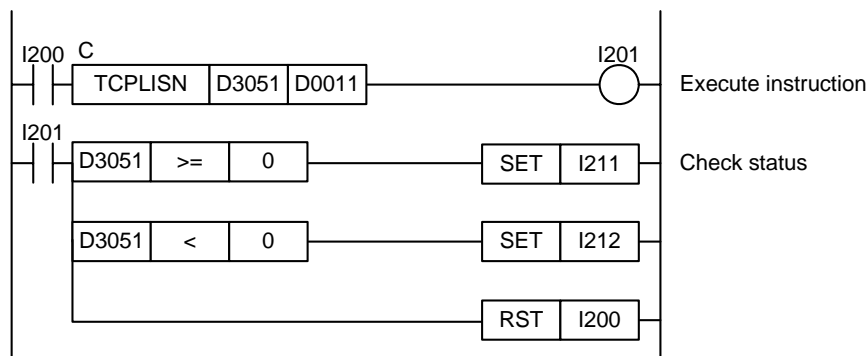 I200 C I201
TCPLISN D3051 D0011 Execute instruction
I201
D3051 >= 0 SET I211 Check status
D3051 < 0 SET I212
RST I200